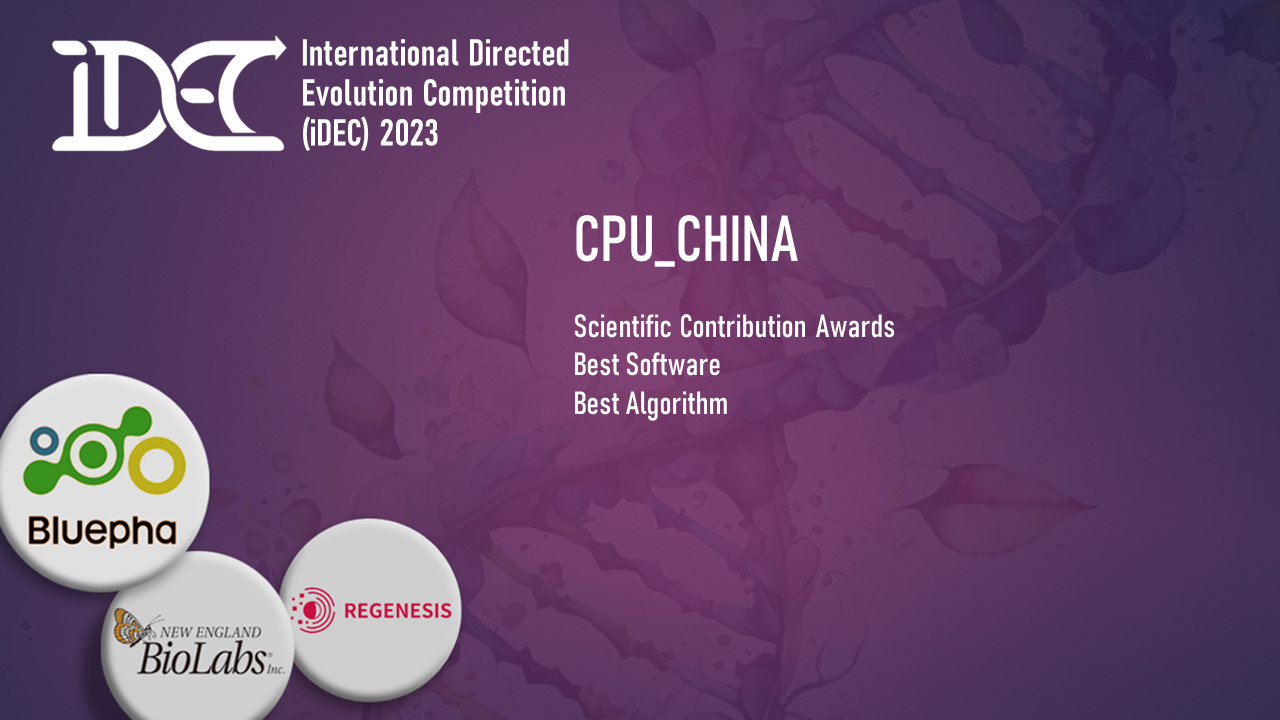 iDEC
International Directed
Evolution Competition
(iDEC) 2023
CPU_CHINA
Scientific Contribution Awards
Best Software
Best Algorithm
Bluepha
REGENESIS
NEW ENGLAND
BioLabs® Inc.